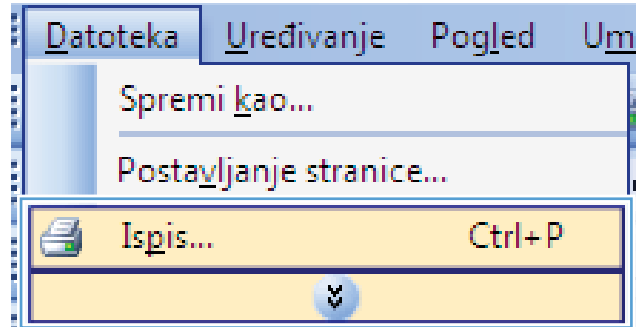 Datoteka Uređivanje Pogled Um
Spremi kao...
Postavljanje stranice...
Ispis... Ctrl+P